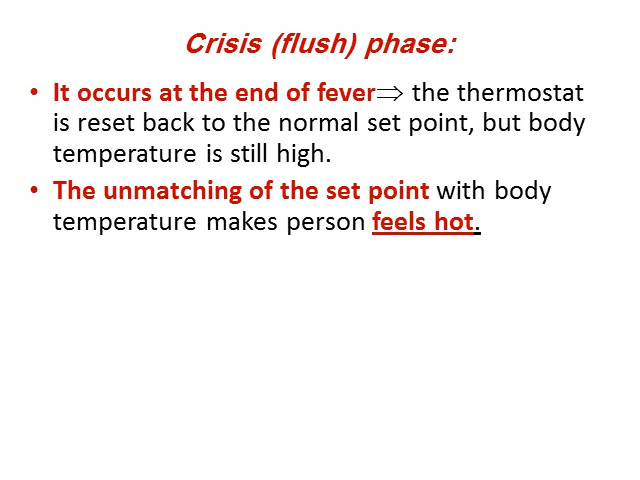 Crisis (flush) phase:
• It occurs at the end of fever⇒ the thermostat
is reset back to the normal set point, but body
temperature is still high.
• The unmatching of the set point with body
temperature makes person feels hot.